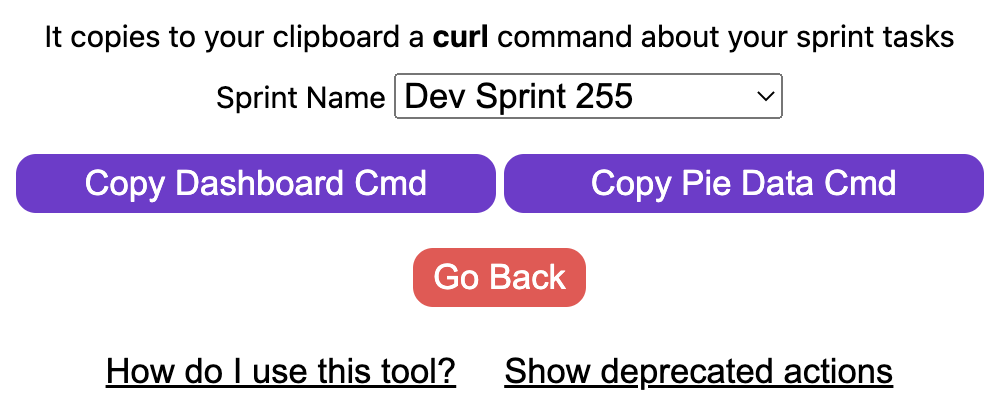 It copies to your clipboard a curl command about your sprint tasks
Sprint Name Dev Sprint 255
Copy Dashboard Cmd Copy Pie Data Cmd
Go Back
How do I use this tool? Show deprecated actions